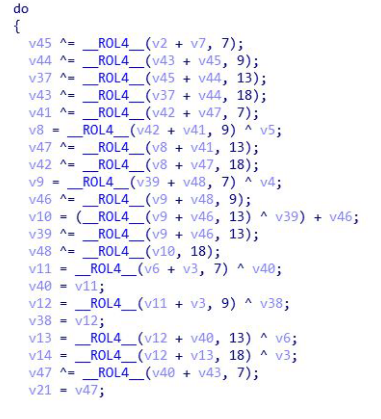 do
{
v45 ^= __ROL4__(v2 + v7, 7);
v44 ^= __ROL4__(v43 + v45, 9);
v37 ^= __ROL4__(v45 + v44, 13);
v43 ^= __ROL4__(v37 + v44, 18);
v41 ^= __ROL4__(v42 + v47, 7);
v8 = __ROL4__(v42 + v41, 9) ^ v5;
v47 ^= __ROL4__(v8 + v41, 13);
v42 ^= __ROL4__(v8 + v47, 18);
v9 = __ROL4__(v39 + v48, 7) ^ v4;
v46 ^= __ROL4__(v9 + v48, 9);
v10 = (__ROL4__(v9 + v46, 13) ^ v39) + v46;
v39 ^= __ROL4__(v9 + v46, 13);
v48 ^= __ROL4__(v10, 18);
v11 = __ROL4__(v6 + v3, 7) ^ v40;
v40 = v11;
v12 = __ROL4__(v11 + v3, 9) ^ v38;
v38 = v12;
v13 = __ROL4__(v12 + v40, 13) ^ v6;
v14 = __ROL4__(v12 + v13, 18) ^ v3;
v47 ^= __ROL4__(v40 + v43, 7);
v21 = v47;